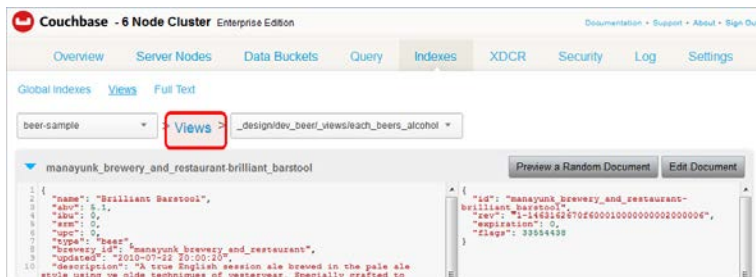 Couchbase - 6 Node Cluster Enterprise Edition
Documentation • Support • About • Sign Ou
Overview Server Nodes Data Buckets Query Indexes XDCR Security Log Settings
Global Indexes Views Full Text
beer-sample > Views > _design/dev_beer/_views/each_beers_alcohol
manayunk_brewery_and_restaurant-brilliant_barstool
Preview a Random Document Edit Document
1 {
2 "name": "Brilliant Barstool",
3 "abv": 5.1,
4 "ibu": 0,
5 "srm": 0,
6 "upc": 0,
7 "type": "beer",
8 "brewery_id": "manayunk_brewery_and_restaurant",
9 "updated": "2010-07-22 20:00:20",
10 "description": "A true English session ale brewed in the pale ale
style using ye olde techniques of yesteryear. Specially crafted to
{
"id": "manayunk_brewery_and_restaurant-
brilliant_barstool",
"expiration": 0,
"flags": 33554438
}